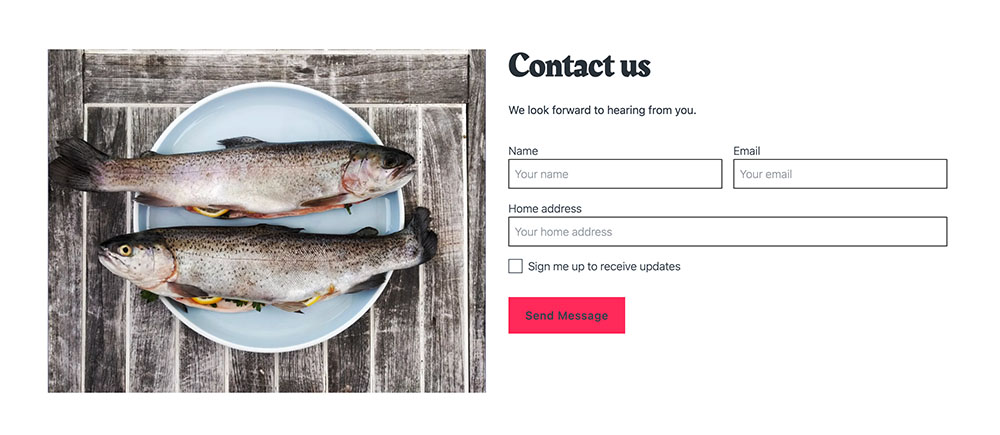 Contact us
We look forward to hearing from you.
Name
Email
Your name
Your email
Home address
Your home address
Sign me up to receive updates
Send Message